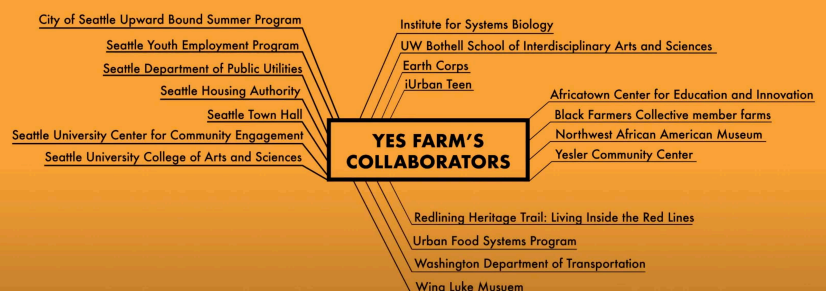 City of Seattle Upward Bound Summer Program
Seattle Youth Employment Program
Seattle Department of Public Utilities
Seattle Housing Authority
Seattle Town Hall
Seattle University Center for Community Engagement
Seattle University College of Arts and Sciences
Institute for Systems Biology
UW Bothell School of Interdisciplinary Arts and Sciences
Earth Corps
iUrban Teen
YES FARM'S
COLLABORATORS
Africatown Center for Education and Innovation
Black Farmers Collective member farms
Northwest African American Museum
Yesler Community Center
Redlining Heritage Trail: Living Inside the Red Lines
Urban Food Systems Program
Washington Department of Transportation
Wing Luke Musuem